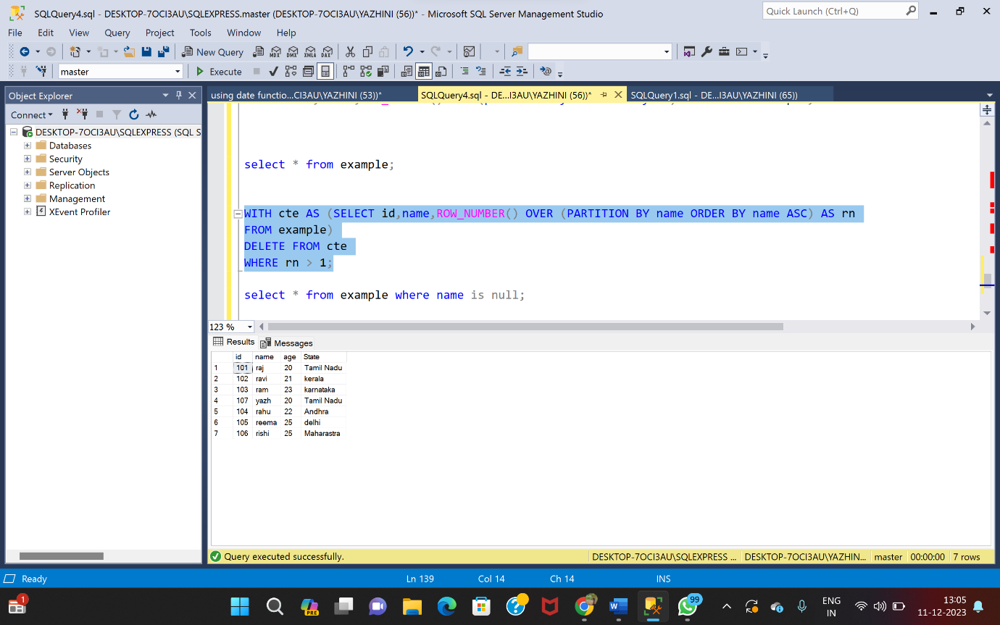 SQLQuery4.sql - DESKTOP-7OCI3AU\SQLEXPRESS.master (DESKTOP-7OCI3AU\YAZHINI (56))* - Microsoft SQL Server Management Studio
Quick Launch (Ctrl+Q)
File Edit View Query Project Tools Window Help
New Query MDX DMX XMLA DAX
master Execute
Object Explorer
using date functio...CI3AU\YAZHINI (53))* SQLQuery4.sql - DE...I3AU\YAZHINI (56))* SQLQuery1.sql - DE...I3AU\YAZHINI (65))
Connect
DESKTOP-7OCI3AU\SQLEXPRESS (SQL S
Databases
Security
Server Objects
Replication
Management
XEvent Profiler
select * from example;
WITH cte AS (SELECT id,name,ROW_NUMBER() OVER (PARTITION BY name ORDER BY name ASC) AS rn
FROM example)
DELETE FROM cte
WHERE rn > 1;
select * from example where name is null;
123 %
Results Messages
id name age State
1 101 raj 20 Tamil Nadu
2 102 ravi 21 kerala
3 103 ram 23 karnataka
4 107 yazh 20 Tamil Nadu
5 104 rahu 22 Andhra
6 105 reema 25 delhi
7 106 rishi 25 Maharastra
Query executed successfully. DESKTOP-7OCI3AU\SQLEXPRESS ... DESKTOP-7OCI3AU\YAZHIN... master 00:00:00 7 rows
Ready Ln 139 Col 14 Ch 14 INS
1 PRE 99 ENG IN 13:05
11-12-2023